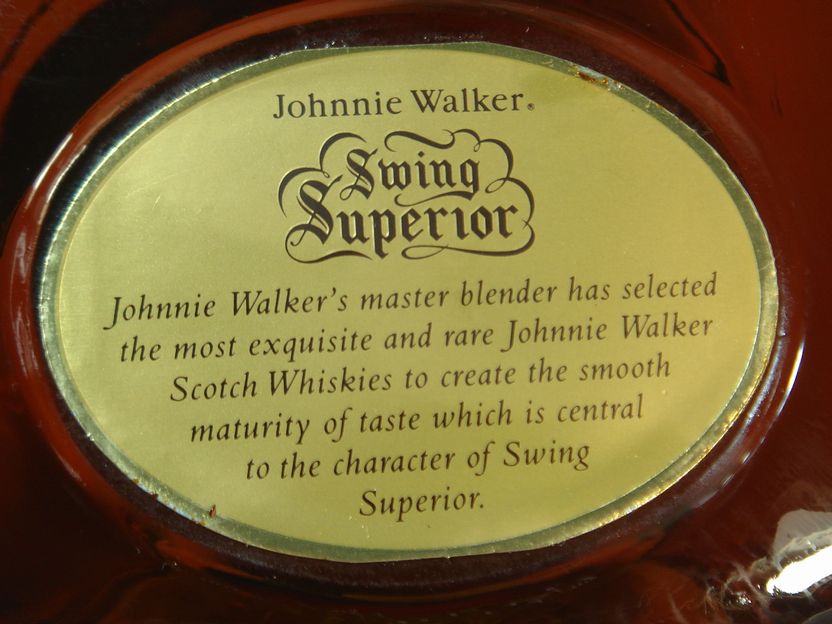 Johnnie Walker®
Swing
Superior
Johnnie Walker's master blender has selected
the most exquisite and rare Johnnie Walker
Scotch Whiskies to create the smooth
maturity of taste which is central
to the character of Swing
Superior.